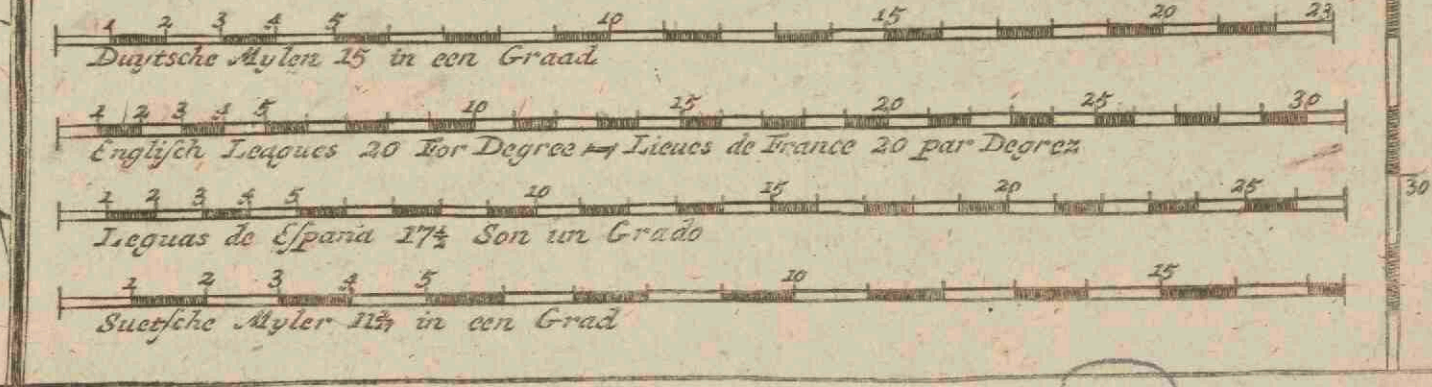 1 2 3 4 5 10 15 20 23
Duytsche Mylen 15 in een Graad
1 2 3 4 5 10 15 20 25 30
Engliſch Leagues 20 For Degree Lieues de France 20 par Degrez
1 2 3 4 5 10 15 20 25
Leguas de Eſpaña 17½ Son un Grado
30
1 2 3 4 5 10 15
Suetſche Myler in een Grad